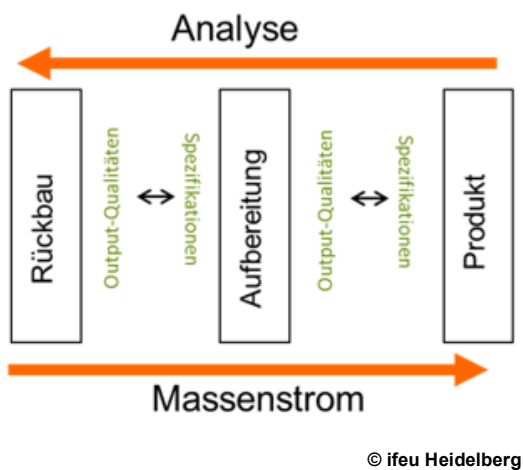 Analyse
Rückbau
Output-Qualitäten
Spezifikationen
Aufbereitung
Output-Qualitäten
Spezifikationen
Produkt
Massenstrom
© ifeu Heidelberg